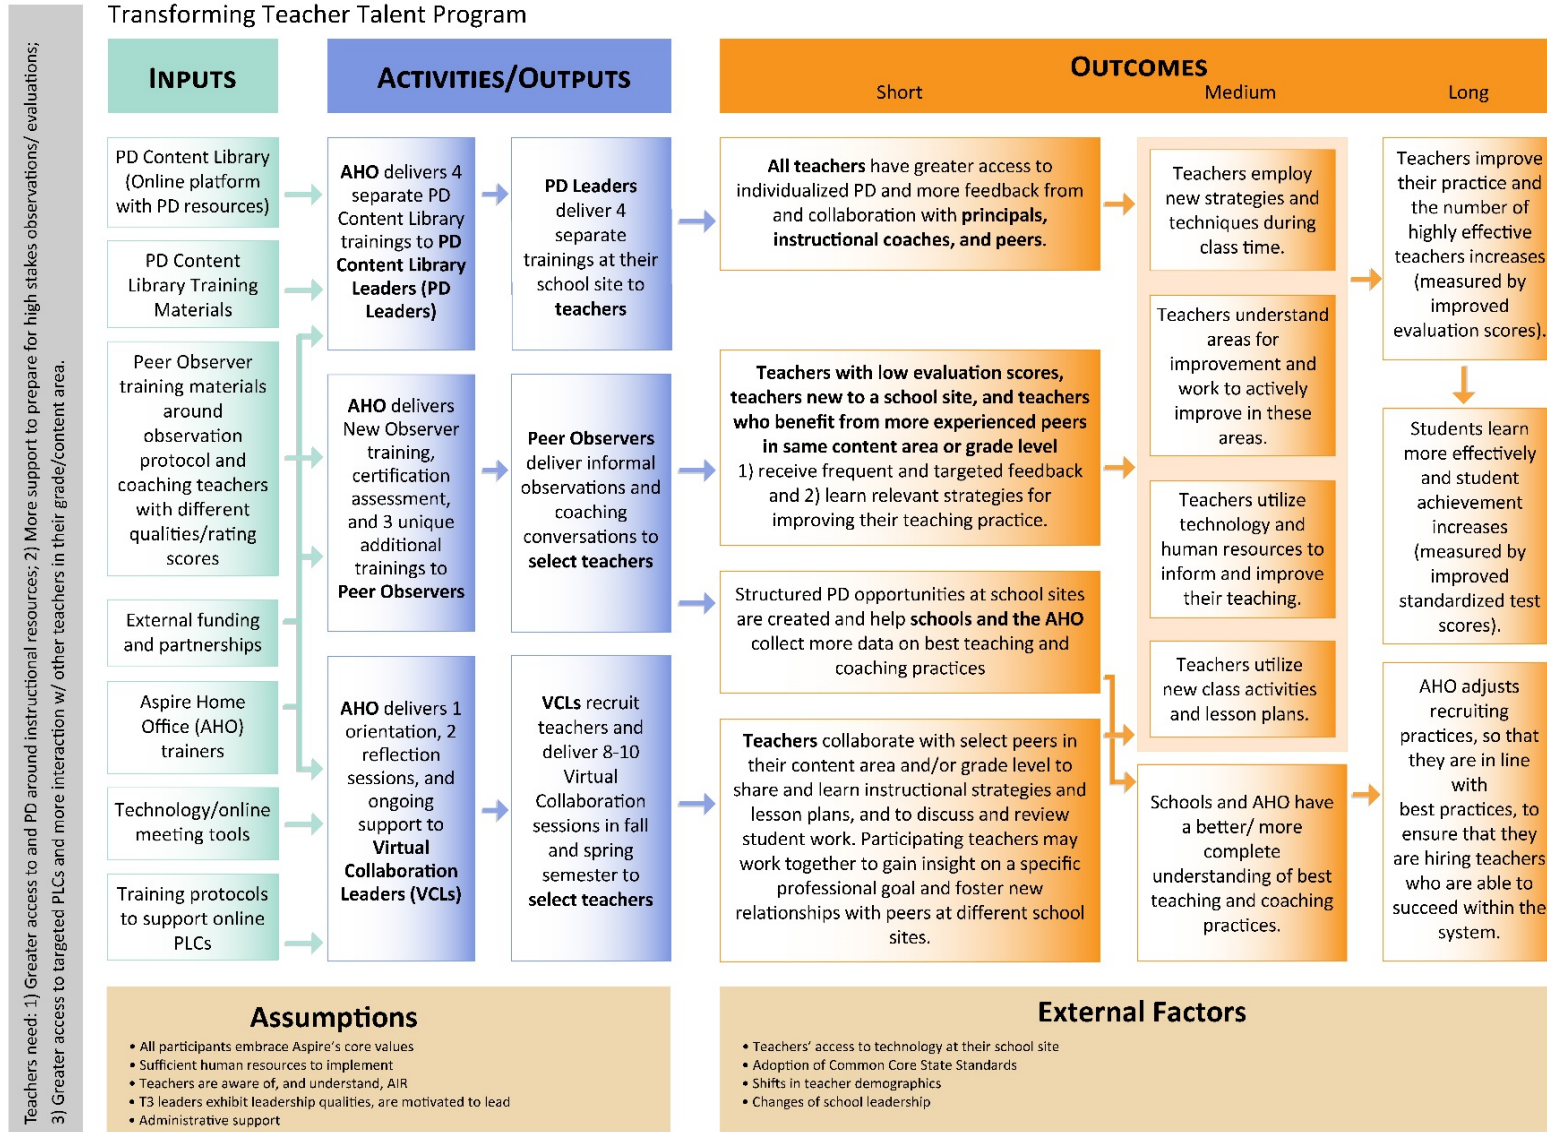 Transforming Teacher Talent Program
Teachers need: 1) Greater access to and PD around instructional resources; 2) More support to prepare for high stakes observations/ evaluations;
3) Greater access to targeted PLCs and more interaction w/ other teachers in their grade/content area.
INPUTS
PD Content Library
(Online platform
with PD resources)
PD Content
Library Training
Materials
Peer Observer
training materials
around
observation
protocol and
coaching teachers
with different
qualities/rating
scores
External funding
and partnerships
Aspire Home
Office (AHO)
trainers
Technology/online
meeting tools
Training protocols
to support online
PLCs
ACTIVITIES/OUTPUTS
AHO delivers 4
separate PD
Content Library
trainings to PD
Content Library
Leaders (PD
Leaders)
PD Leaders
deliver 4
separate
trainings at their
school site to
teachers
AHO delivers
New Observer
training,
certification
assessment,
and 3 unique
additional
trainings to
Peer Observers
Peer Observers
deliver informal
observations and
coaching
conversations to
select teachers
AHO delivers 1
orientation, 2
reflection
sessions, and
ongoing
support to
Virtual
Collaboration
Leaders (VCLs)
VCLs recruit
teachers and
deliver 8-10
Virtual
Collaboration
sessions in fall
and spring
semester to
select teachers
OUTCOMES
Short
Medium
Long
All teachers have greater access to
individualized PD and more feedback from
and collaboration with principals,
instructional coaches, and peers.
Teachers with low evaluation scores,
teachers new to a school site, and teachers
who benefit from more experienced peers
in same content area or grade level
1) receive frequent and targeted feedback
and 2) learn relevant strategies for
improving their teaching practice.
Structured PD opportunities at school sites
are created and help schools and the AHO
collect more data on best teaching and
coaching practices
Teachers collaborate with select peers in
their content area and/or grade level to
share and learn instructional strategies and
lesson plans, and to discuss and review
student work. Participating teachers may
work together to gain insight on a specific
professional goal and foster new
relationships with peers at different school
sites.
Teachers employ
new strategies and
techniques during
class time.
Teachers understand
areas for
improvement and
work to actively
improve in these
areas.
Teachers utilize
technology and
human resources to
inform and improve
their teaching.
Teachers utilize
new class activities
and lesson plans.
Schools and AHO have
a better/ more
complete
understanding of best
teaching and coaching
practices.
Teachers improve
their practice and
the number of
highly effective
teachers increases
(measured by
improved
evaluation scores).
Students learn
more effectively
and student
achievement
increases
(measured by
improved
standardized test
scores).
AHO adjusts
recruiting
practices, so that
they are in line
with
best practices, to
ensure that they
are hiring teachers
who are able to
succeed within the
system.
Assumptions
• All participants embrace Aspire's core values
• Sufficient human resources to implement
• Teachers are aware of, and understand, AIR
• T3 leaders exhibit leadership qualities, are motivated to lead
• Administrative support
External Factors
• Teachers' access to technology at their school site
• Adoption of Common Core State Standards
• Shifts in teacher demographics
• Changes of school leadership